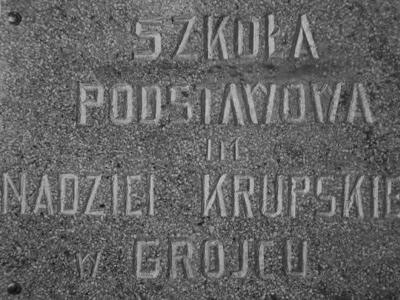 SZKOŁA
PODSTAWOWA
IM.
NADZIEI KRUPSKIE
W GROJCU